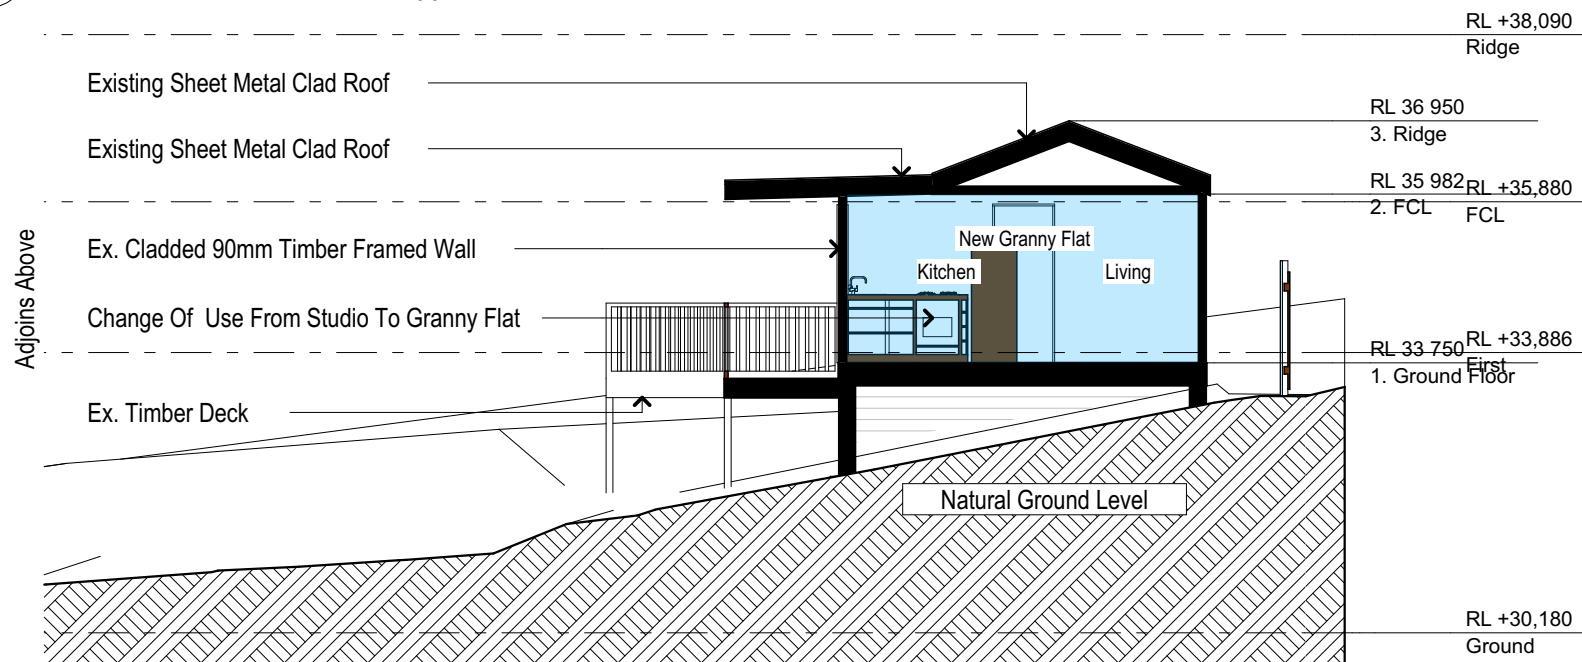 RL +38,090
Ridge
Existing Sheet Metal Clad Roof
RL 36 950
3. Ridge
Existing Sheet Metal Clad Roof
RL 35 982
2. FCL
RL +35,880
FCL
Adjoins Above
Ex. Cladded 90mm Timber Framed Wall
New Granny Flat
Kitchen
Living
Change Of Use From Studio To Granny Flat
RL +33,886
First
RL 33 750
1. Ground Floor
Ex. Timber Deck
Natural Ground Level
RL +30,180
Ground